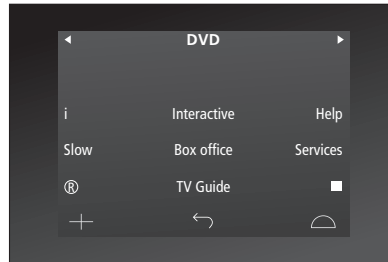 DVD
i Interactive Help
Slow Box office Services
® TV Guide